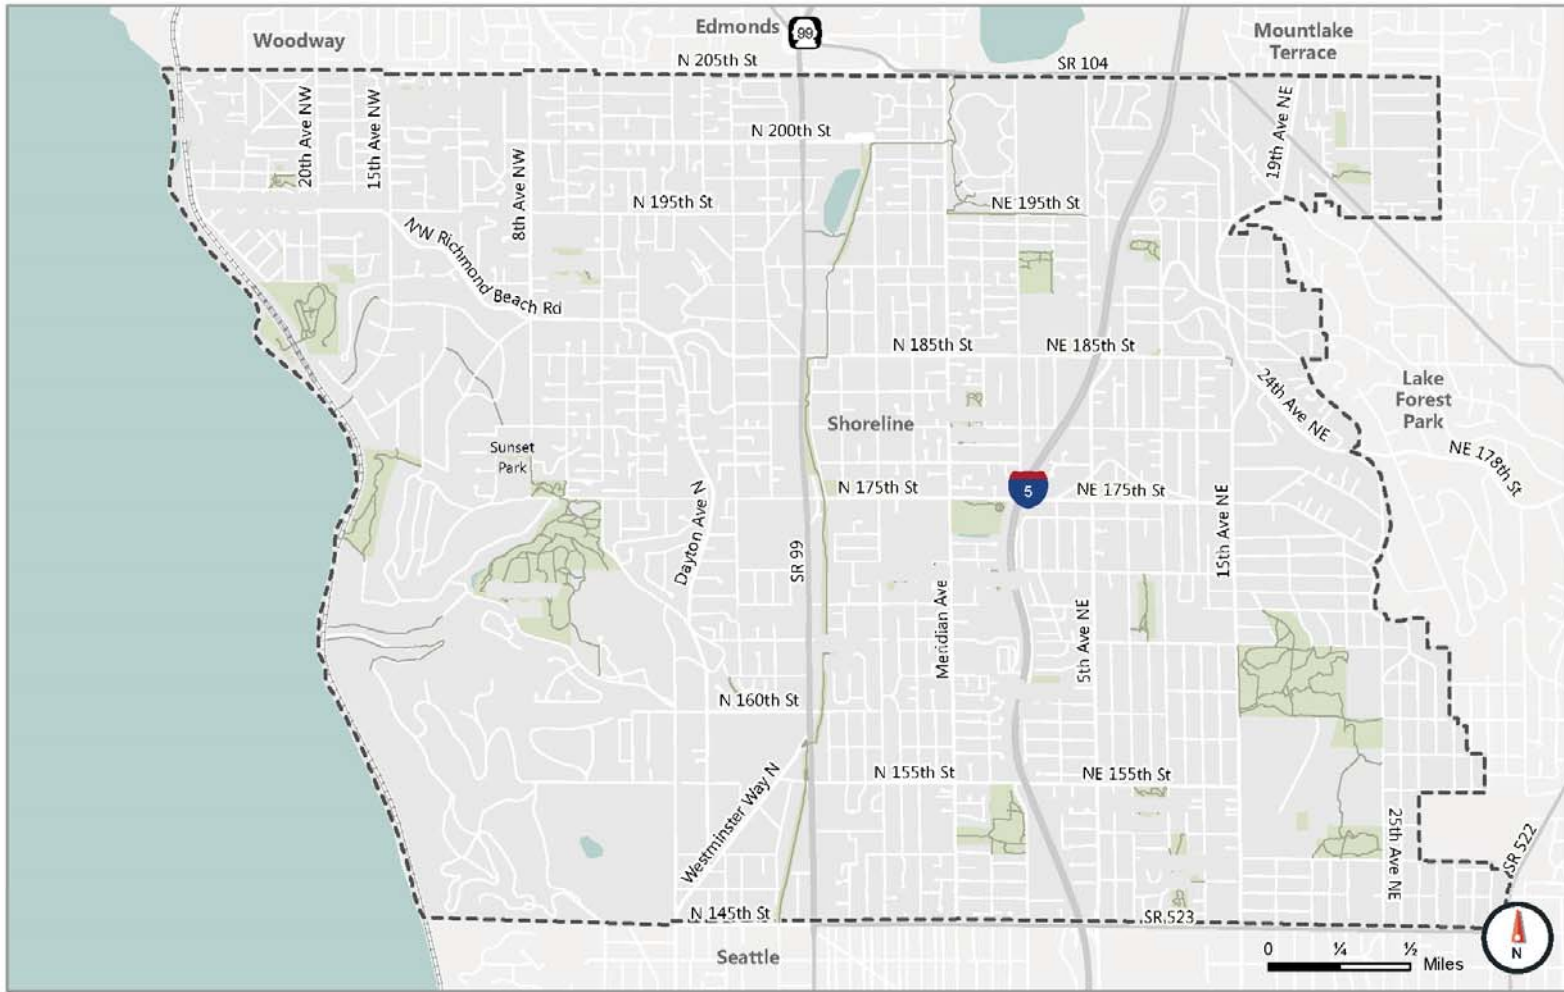 Woodway
Edmonds
99
Mountlake
Terrace
N 205th St
SR 104
20th Ave NW
15th Ave NW
8th Ave NW
N 200th St
19th Ave NE
N 195th St
NE 195th St
NW Richmond Beach Rd
N 185th St
NE 185th St
24th Ave NE
Lake
Forest
Park
Shoreline
Sunset
Park
NE 178th St
N 175th St
5
NE 175th St
Dayton Ave N
SR 99
15th Ave NE
Meridian Ave
5th Ave NE
N 160th St
N 155th St
NE 155th St
Westminster Way N
25th Ave NE
SR 522
N 145th St
SR 523
Seattle
0 ¼ ½
Miles
N